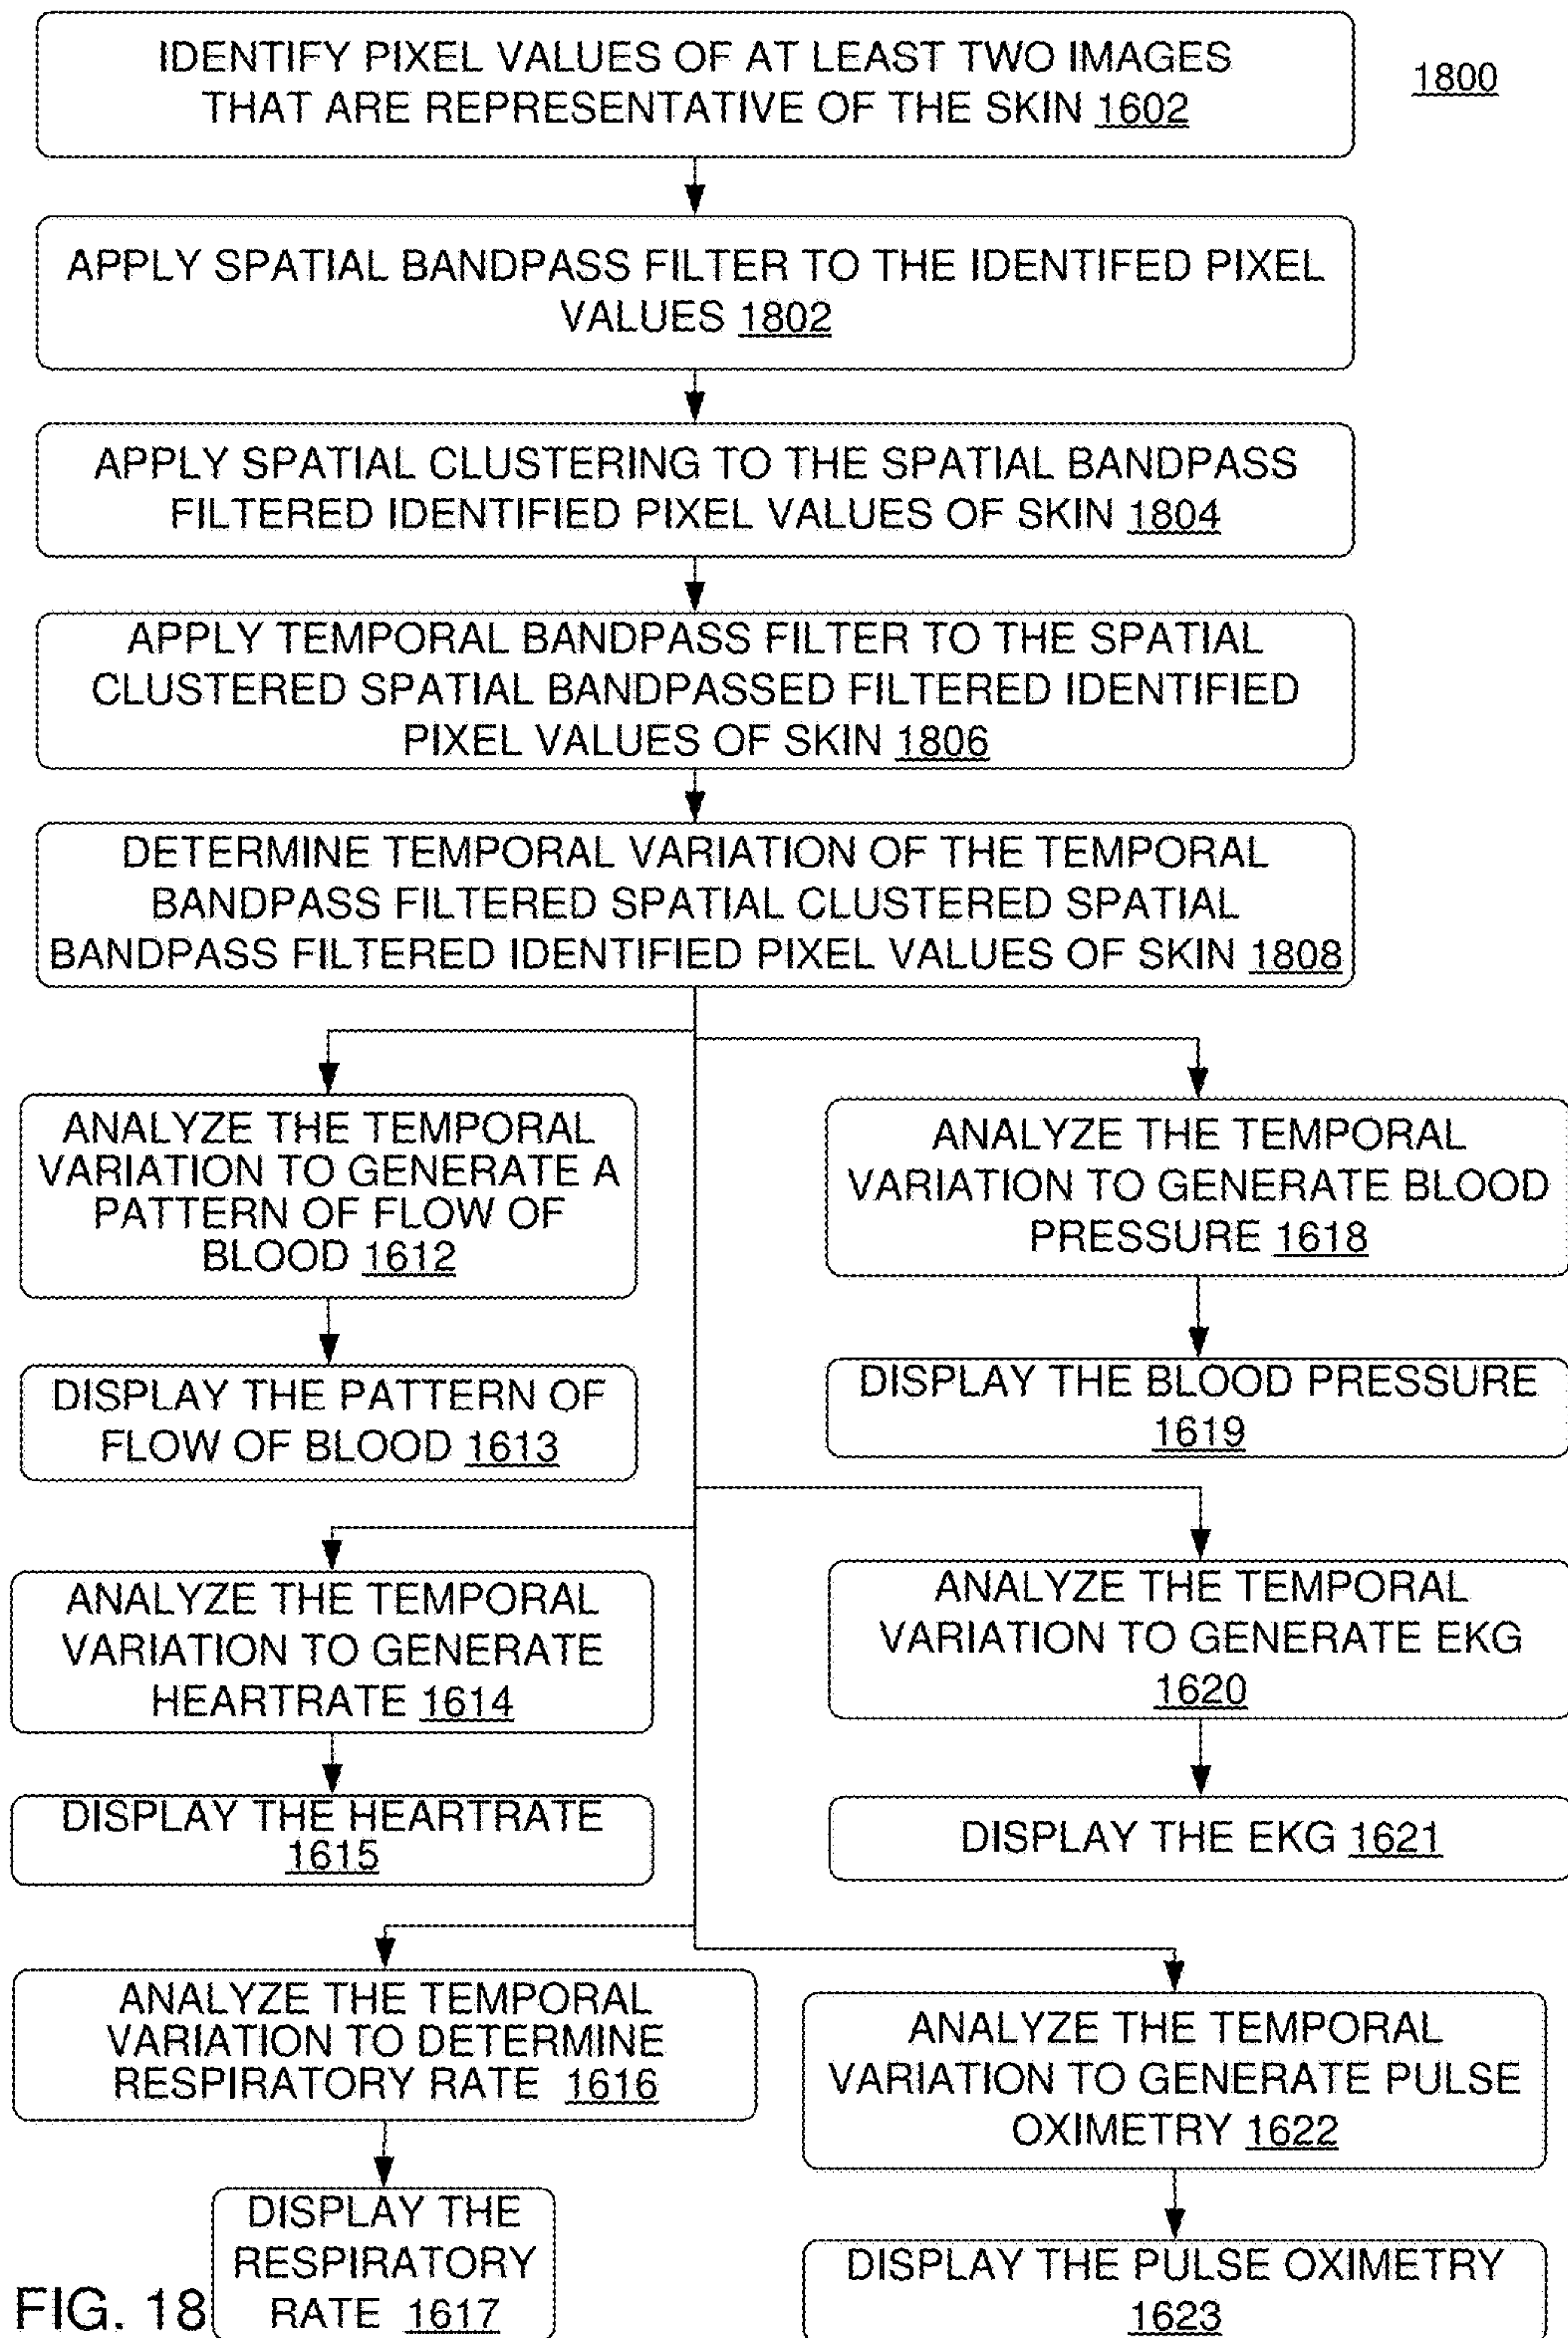 IDENTIFY PIXEL VALUES OF AT LEAST TWO IMAGES
THAT ARE REPRESENTATIVE OF THE SKIN 1602
1800
APPLY SPATIAL BANDPASS FILTER TO THE IDENTIFED PIXEL
VALUES 1802
APPLY SPATIAL CLUSTERING TO THE SPATIAL BANDPASS
FILTERED IDENTIFIED PIXEL VALUES OF SKIN 1804
APPLY TEMPORAL BANDPASS FILTER TO THE SPATIAL
CLUSTERED SPATIAL BANDPASSED FILTERED IDENTIFIED
PIXEL VALUES OF SKIN 1806
DETERMINE TEMPORAL VARIATION OF THE TEMPORAL
BANDPASS FILTERED SPATIAL CLUSTERED SPATIAL
BANDPASS FILTERED IDENTIFIED PIXEL VALUES OF SKIN 1808
ANALYZE THE TEMPORAL
VARIATION TO GENERATE A
PATTERN OF FLOW OF
BLOOD 1612
ANALYZE THE TEMPORAL
VARIATION TO GENERATE BLOOD
PRESSURE 1618
DISPLAY THE PATTERN OF
FLOW OF BLOOD 1613
DISPLAY THE BLOOD PRESSURE
1619
ANALYZE THE TEMPORAL
VARIATION TO GENERATE
HEARTRATE 1614
ANALYZE THE TEMPORAL
VARIATION TO GENERATE EKG
1620
DISPLAY THE HEARTRATE
1615
DISPLAY THE EKG 1621
ANALYZE THE TEMPORAL
VARIATION TO DETERMINE
RESPIRATORY RATE 1616
ANALYZE THE TEMPORAL
VARIATION TO GENERATE PULSE
OXIMETRY 1622
DISPLAY THE
RESPIRATORY
RATE 1617
DISPLAY THE PULSE OXIMETRY
1623
FIG. 18